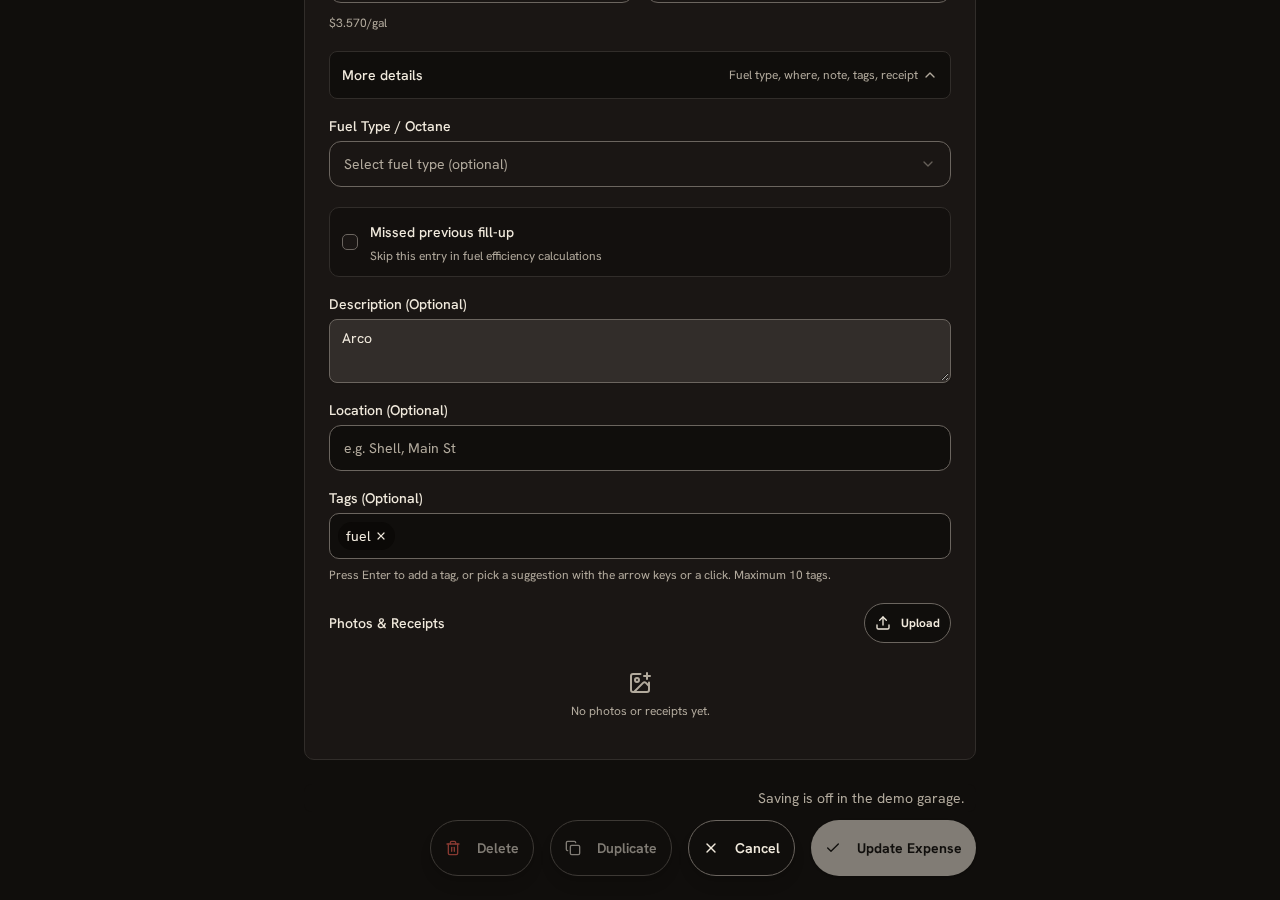 $3.570/gal
More details
Fuel type, where, note, tags, receipt
Fuel Type / Octane
Select fuel type (optional)
Missed previous fill-up
Skip this entry in fuel efficiency calculations
Description (Optional)
Arco
Location (Optional)
e.g. Shell, Main St
Tags (Optional)
fuel
Press Enter to add a tag, or pick a suggestion with the arrow keys or a click. Maximum 10 tags.
Photos & Receipts
Upload
No photos or receipts yet.
Saving is off in the demo garage.
Delete
Duplicate
Cancel
Update Expense